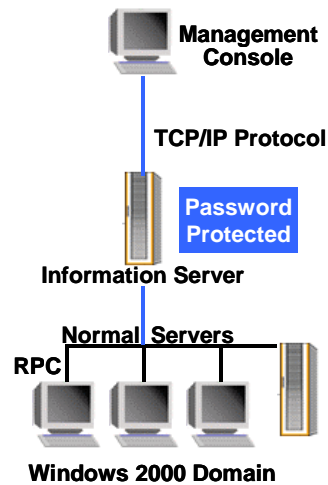 Management
Console
TCP/IP Protocol
Password
Protected
Information Server
Normal Servers
RPC
Windows 2000 Domain